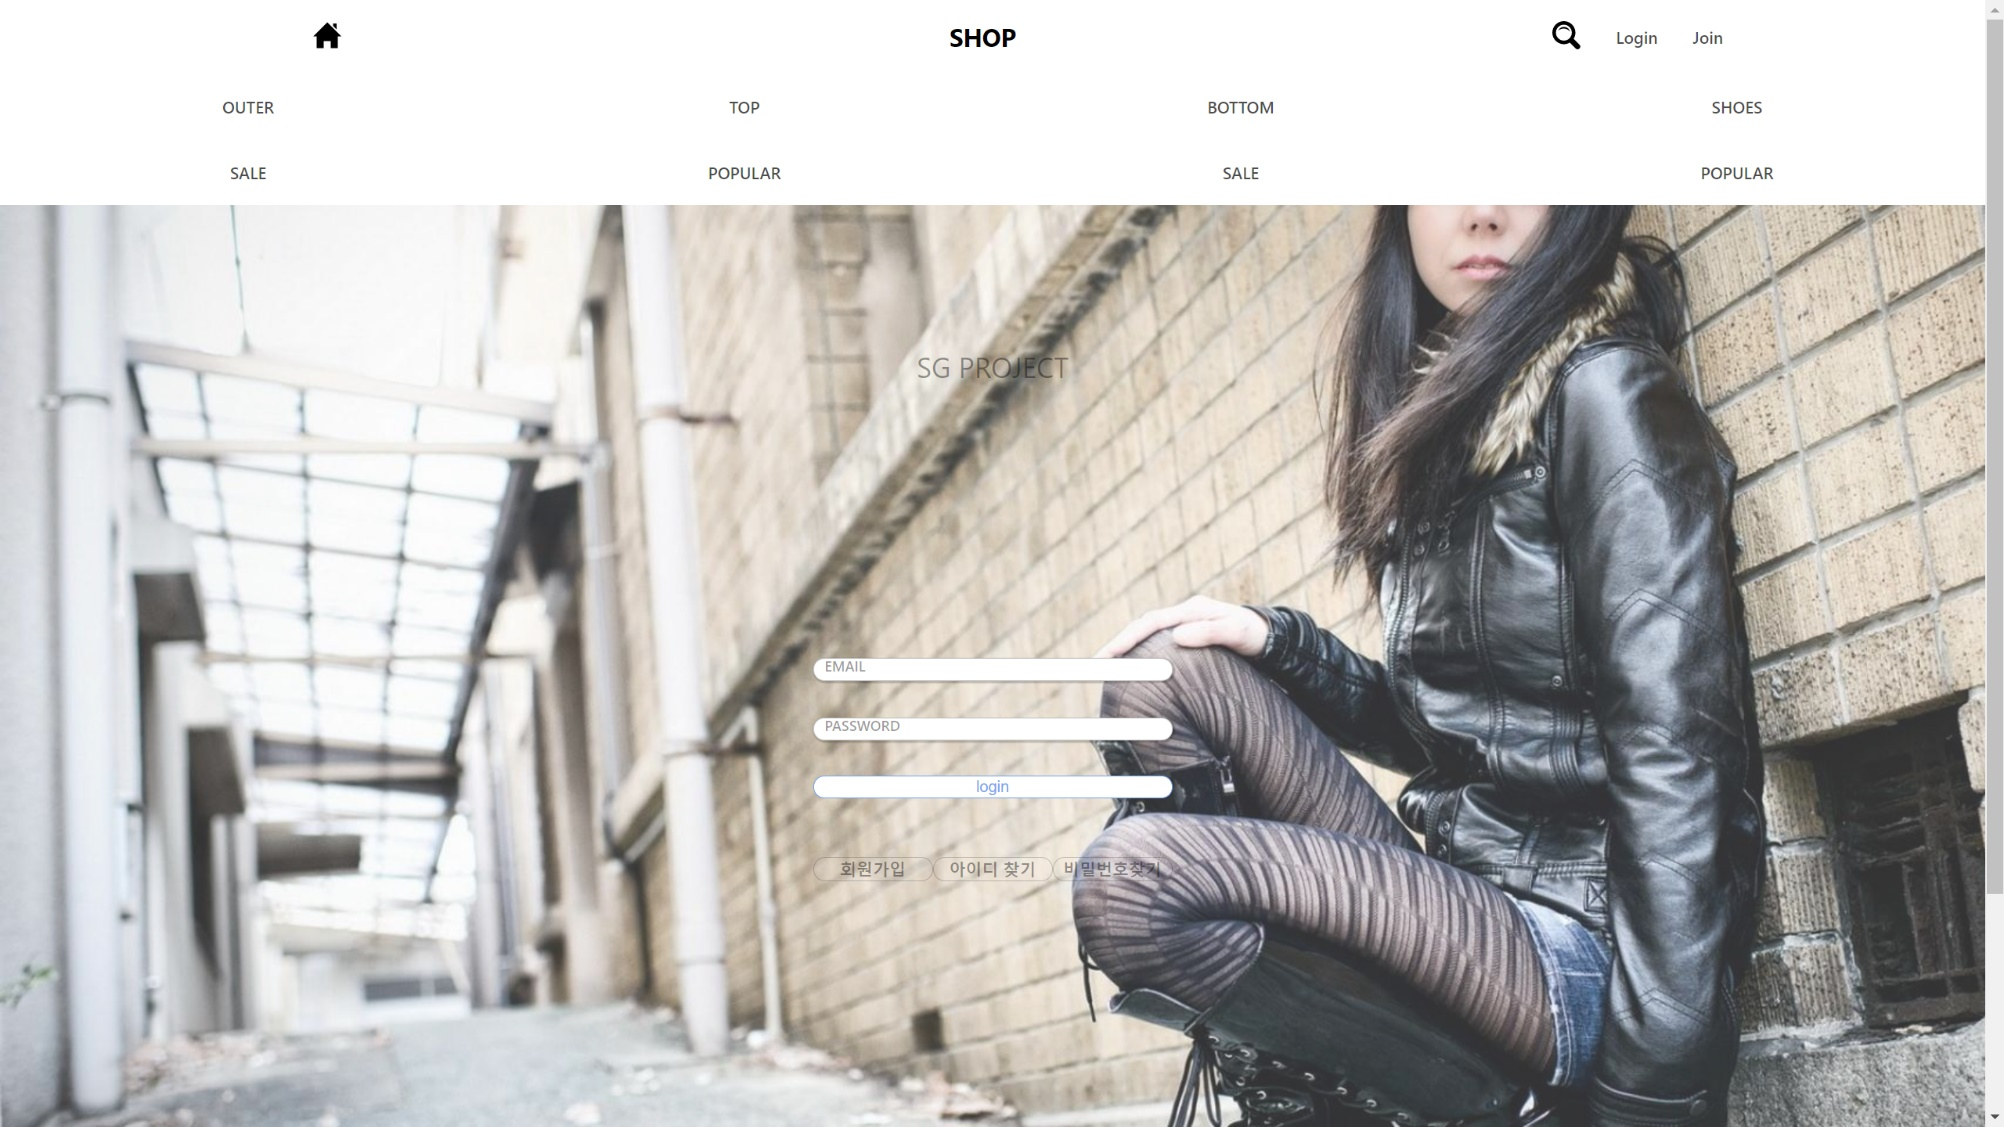 SHOP
Login Join
OUTER TOP BOTTOM SHOES
SALE POPULAR SALE POPULAR
SG PROJECT
EMAIL
PASSWORD
login
회원가입 아이디 찾기 비밀번호찾기